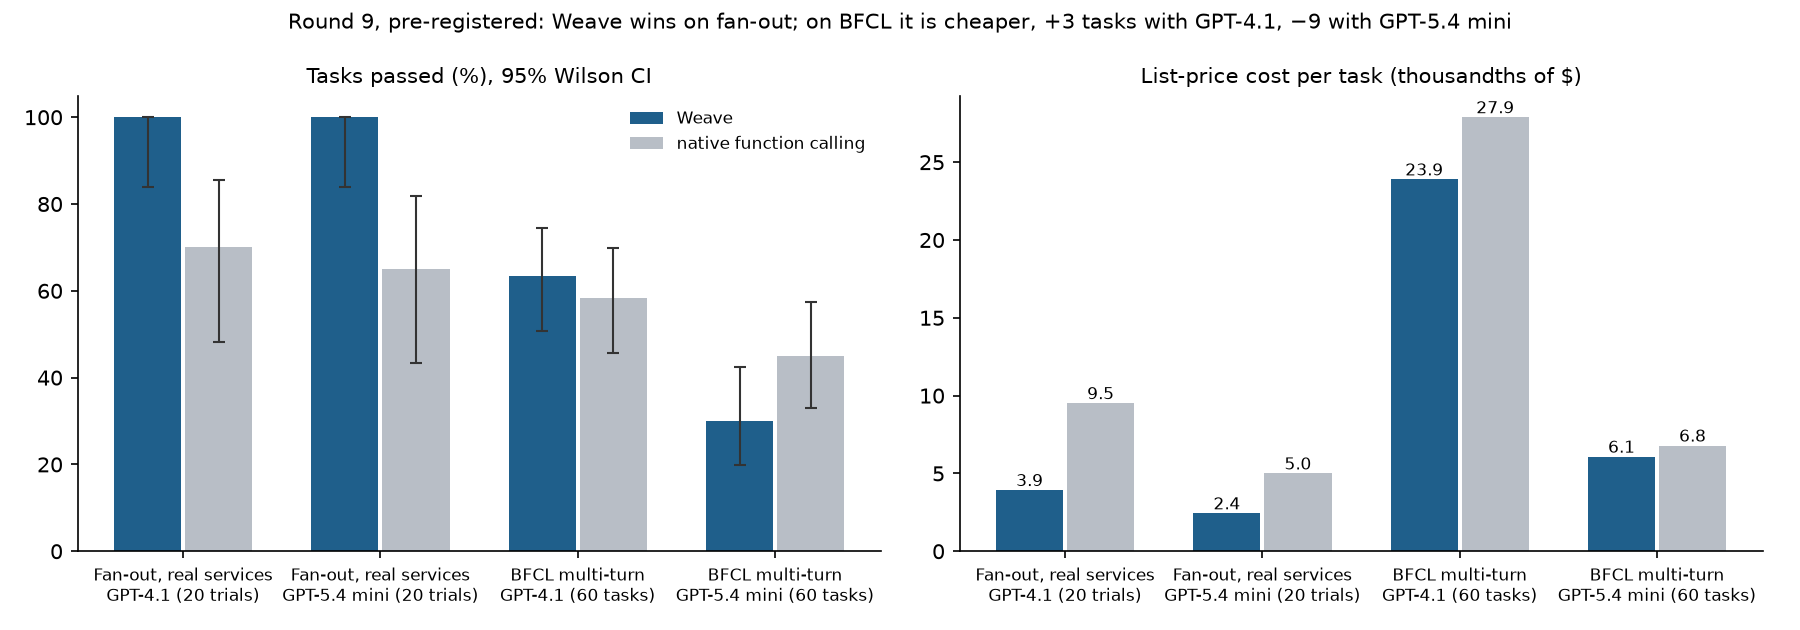 Round 9, pre-registered: Weave wins on fan-out; on BFCL it is cheaper, +3 tasks with GPT-4.1, −9 with GPT-5.4 mini
Tasks passed (%), 95% Wilson CI
Weave
native function calling
100
80
60
40
20
0
Fan-out, real services
GPT-4.1 (20 trials)
Fan-out, real services
GPT-5.4 mini (20 trials)
BFCL multi-turn
GPT-4.1 (60 tasks)
BFCL multi-turn
GPT-5.4 mini (60 tasks)
List-price cost per task (thousandths of $)
25
20
15
10
5
0
3.9
9.5
2.4
5.0
23.9
27.9
6.1
6.8
Fan-out, real services
GPT-4.1 (20 trials)
Fan-out, real services
GPT-5.4 mini (20 trials)
BFCL multi-turn
GPT-4.1 (60 tasks)
BFCL multi-turn
GPT-5.4 mini (60 tasks)